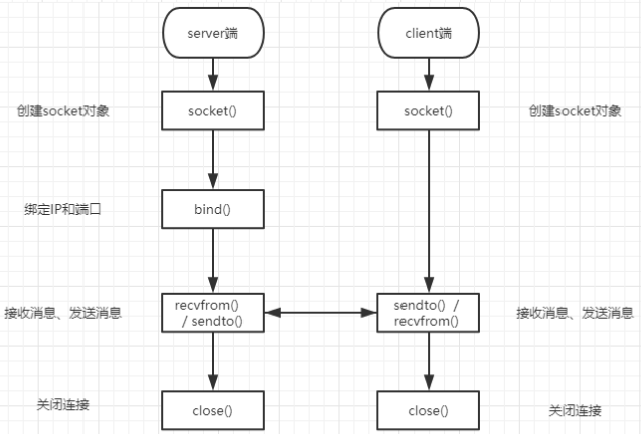 server端
client端
创建socket对象
socket()
socket()
创建socket对象
绑定IP和端口
bind()
接收消息、发送消息
recvfrom()
/ sendto()
sendto() /
recvfrom()
接收消息、发送消息
关闭连接
close()
close()
关闭连接